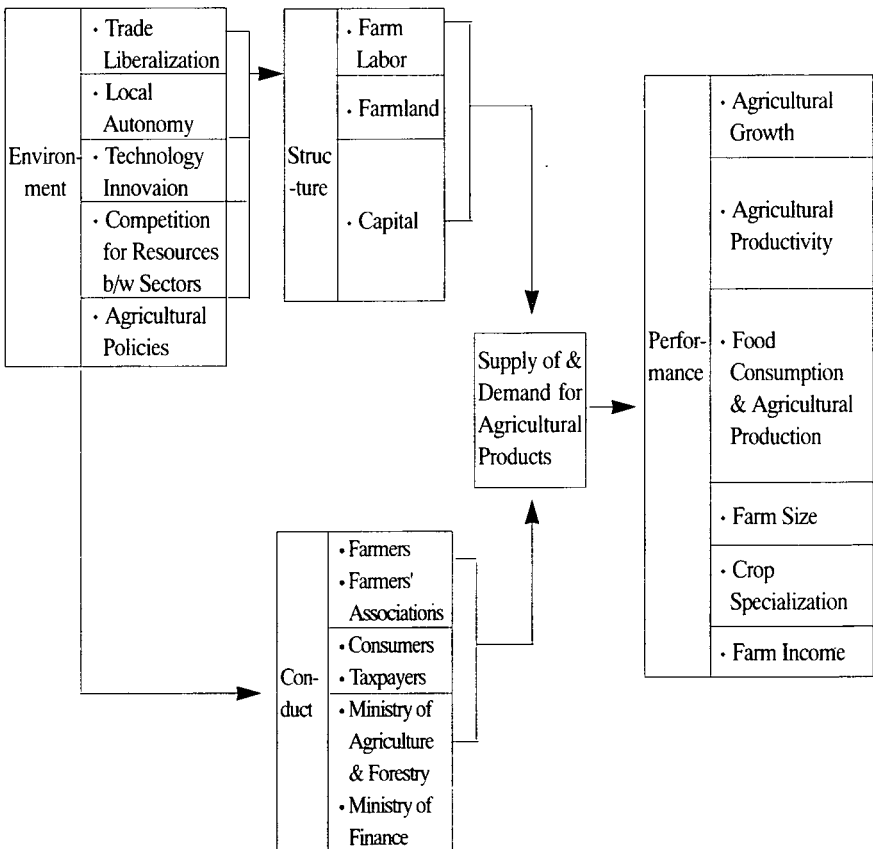 Environ-
ment
· Trade
Liberalization
· Local
Autonomy
· Technology
Innovaion
· Competition
for Resources
b/w Sectors
· Agricultural
Policies
Struc
-ture
· Farm
Labor
· Farmland
· Capital
Supply of &
Demand for
Agricultural
Products
Con-
duct
• Farmers
• Farmers'
Associations
• Consumers
• Taxpayers
• Ministry of
Agriculture
& Forestry
• Ministry of
Finance
Perfor-
mance
· Agricultural
Growth
· Agricultural
Productivity
· Food
Consumption
& Agricultural
Production
· Farm Size
· Crop
Specialization
· Farm Income